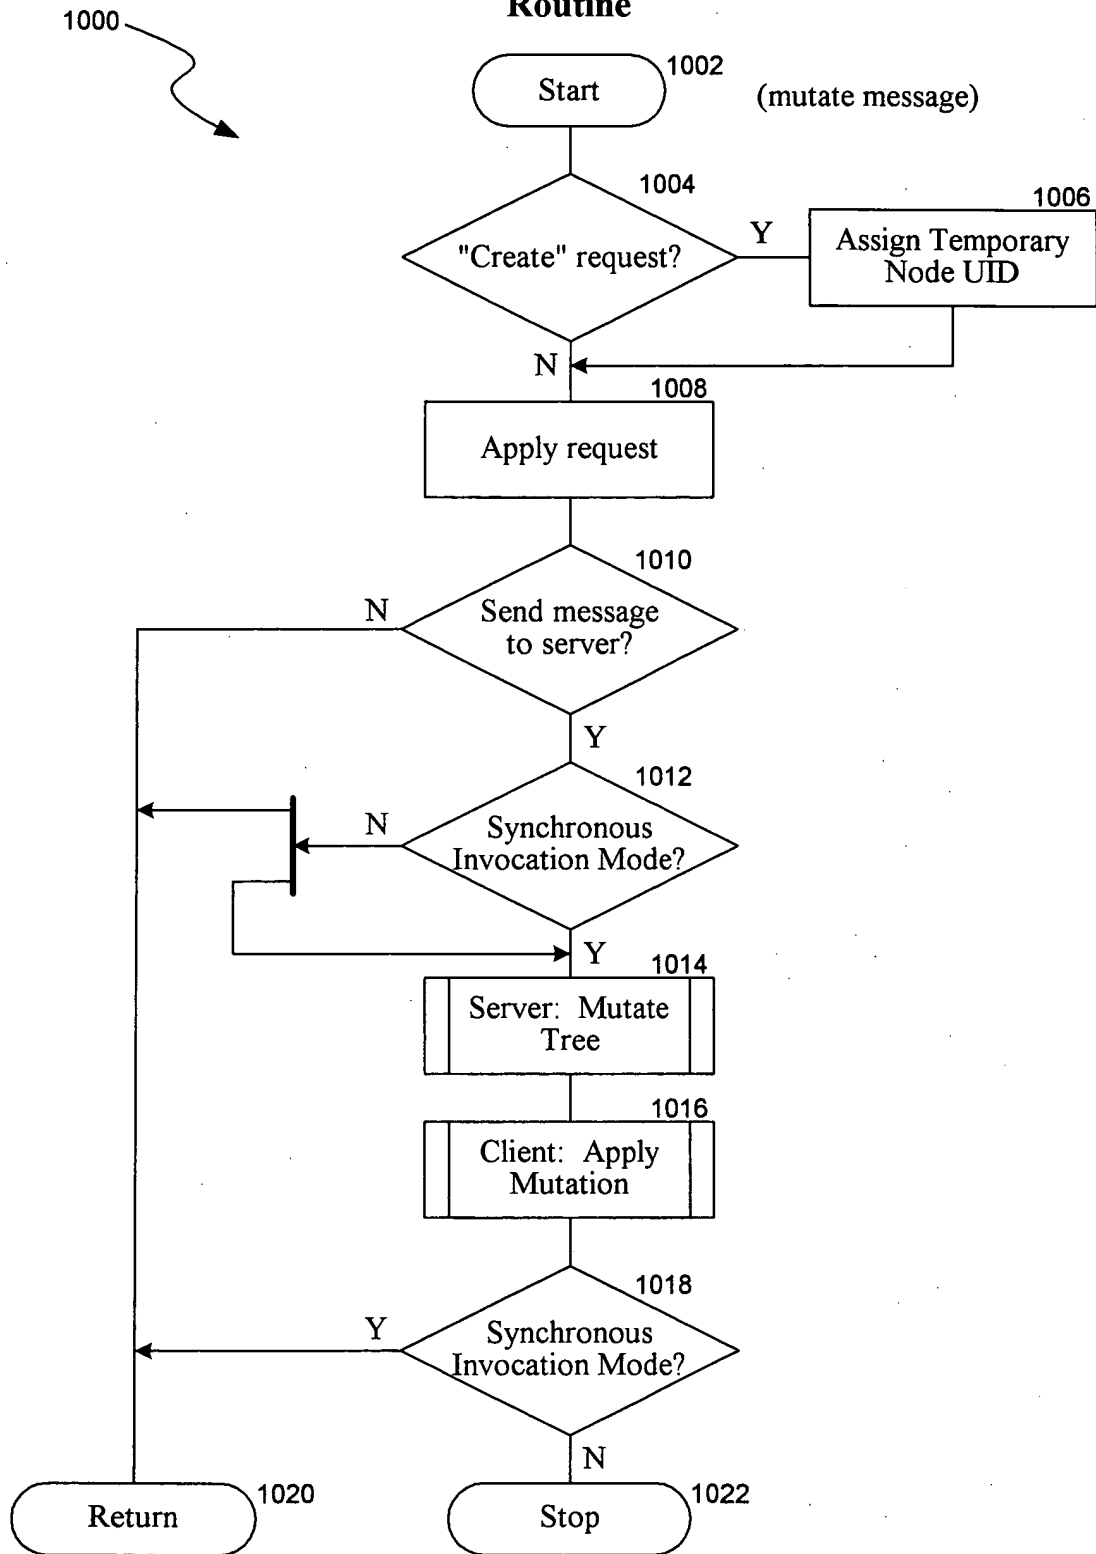 Routine
1000
Start
1002
(mutate message)
1004
"Create" request?
Y
1006
Assign Temporary
Node UID
N
1008
Apply request
1010
Send message
to server?
N
Y
1012
Synchronous
Invocation Mode?
N
Y
1014
Server: Mutate
Tree
1016
Client: Apply
Mutation
1018
Synchronous
Invocation Mode?
Y
N
Return
1020
Stop
1022